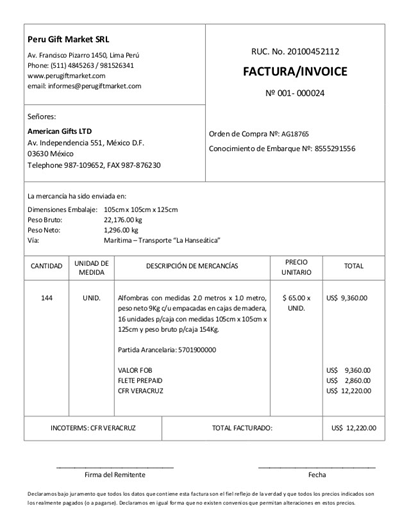 Peru Gift Market SRL
Av. Francisco Pizarro 1450, Lima Perú
Phone: (511) 4845263 / 981526341
www.perugiftmarket.com
email: informes@perugiftmarket.com
RUC. No. 20100452112
FACTURA/INVOICE
Nº 001- 000024
Señores:
American Gifts LTD
Av. Independencia 551, México D.F.
03630 México
Telephone 987-109652, FAX 987-876230
Orden de Compra Nº: AG18765
Conocimiento de Embarque Nº: 8555291556
La mercancía ha sido enviada en:
Dimensiones Embalaje: 105cm x 105cm x 125cm
Peso Bruto: 22,176.00 kg
Peso Neto: 1,296.00 kg
Vía: Marítima – Transporte "La Hanseática"
CANTIDAD UNIDAD DE MEDIDA DESCRIPCIÓN DE MERCANCÍAS PRECIO UNITARIO TOTAL
144 UNID. Alfombras con medidas 2.0 metros x 1.0 metro, $ 65.00 x US$ 9,360.00
peso neto 9Kg c/u empacadas en cajas de madera, UNID.
16 unidades p/caja con medidas 105cm x 105cm x
125cm y peso bruto p/caja 154Kg.
Partida Arancelaria: 5701900000
VALOR FOB US$ 9,360.00
FLETE PREPAID US$ 2,860.00
CFR VERACRUZ US$ 12,220.00
INCOTERMS: CFR VERACRUZ TOTAL FACTURADO: US$ 12,220.00
Firma del Remitente Fecha
Declaramos bajo juramento que todos los datos que contiene esta factura son el fiel reflejo de la verdad y que todos los precios indicados son
los realmente pagados (o a pagarse). Declaramos en igual forma que no existen convenios que permitan alteraciones en estos precios.